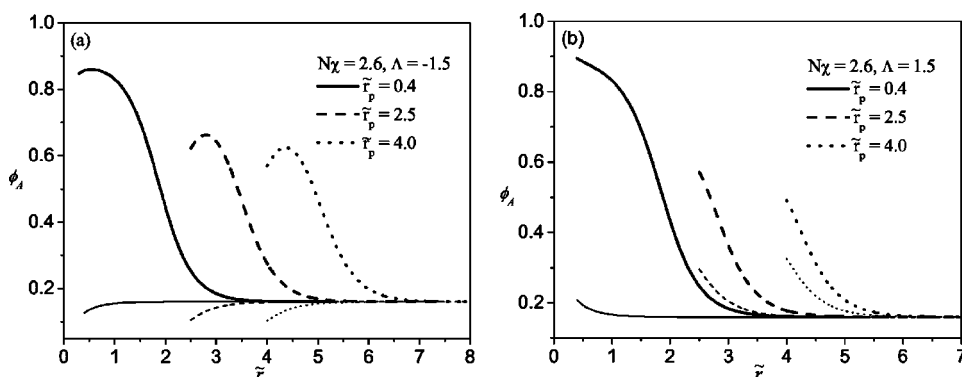 (a)
Nχ = 2.6, Λ = -1.5
r̃p = 0.4
r̃p = 2.5
r̃p = 4.0
1.0
0.8
0.6
0.4
0.2
ϕA
0 1 2 3 4 5 6 7 8
r̃
(b)
Nχ = 2.6, Λ = 1.5
r̃p = 0.4
r̃p = 2.5
r̃p = 4.0
1.0
0.8
0.6
0.4
0.2
ϕA
0 1 2 3 4 5 6 7
r̃